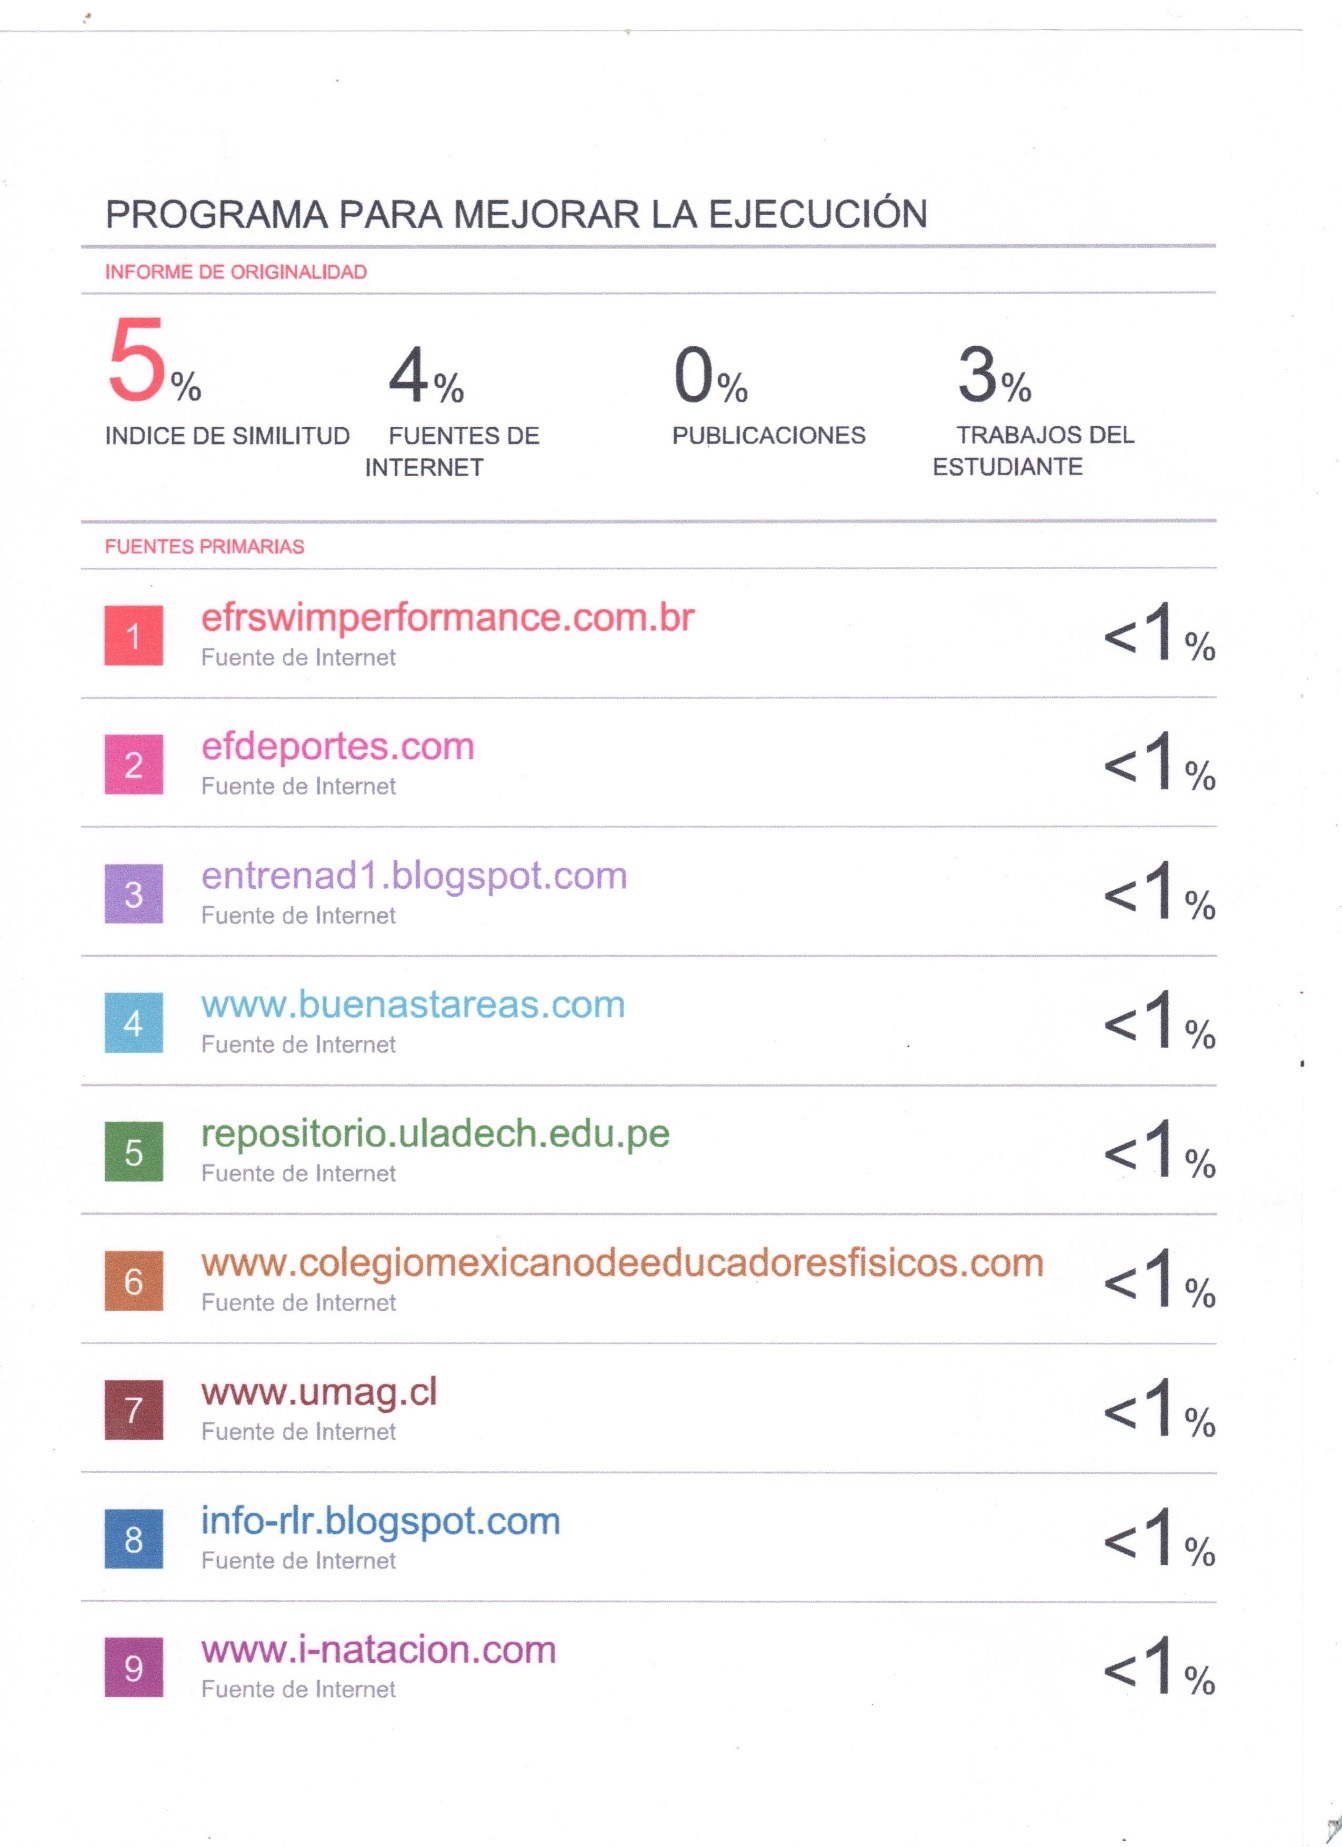 PROGRAMA PARA MEJORAR LA EJECUCIÓN
INFORME DE ORIGINALIDAD
5% 4% 0% 3%
INDICE DE SIMILITUD FUENTES DE PUBLICACIONES TRABAJOS DEL
INTERNET ESTUDIANTE
FUENTES PRIMARIAS
1 efrswimperformance.com.br <1%
Fuente de Internet
2 efdeportes.com <1%
Fuente de Internet
3 entrenad1.blogspot.com <1%
Fuente de Internet
4 www.buenastareas.com <1%
Fuente de Internet
5 repositorio.uladech.edu.pe <1%
Fuente de Internet
6 www.colegiomexicanodeeducadoresfisicos.com <1%
Fuente de Internet
7 www.umag.cl <1%
Fuente de Internet
8 info-rlr.blogspot.com <1%
Fuente de Internet
9 www.i-natacion.com <1%
Fuente de Internet